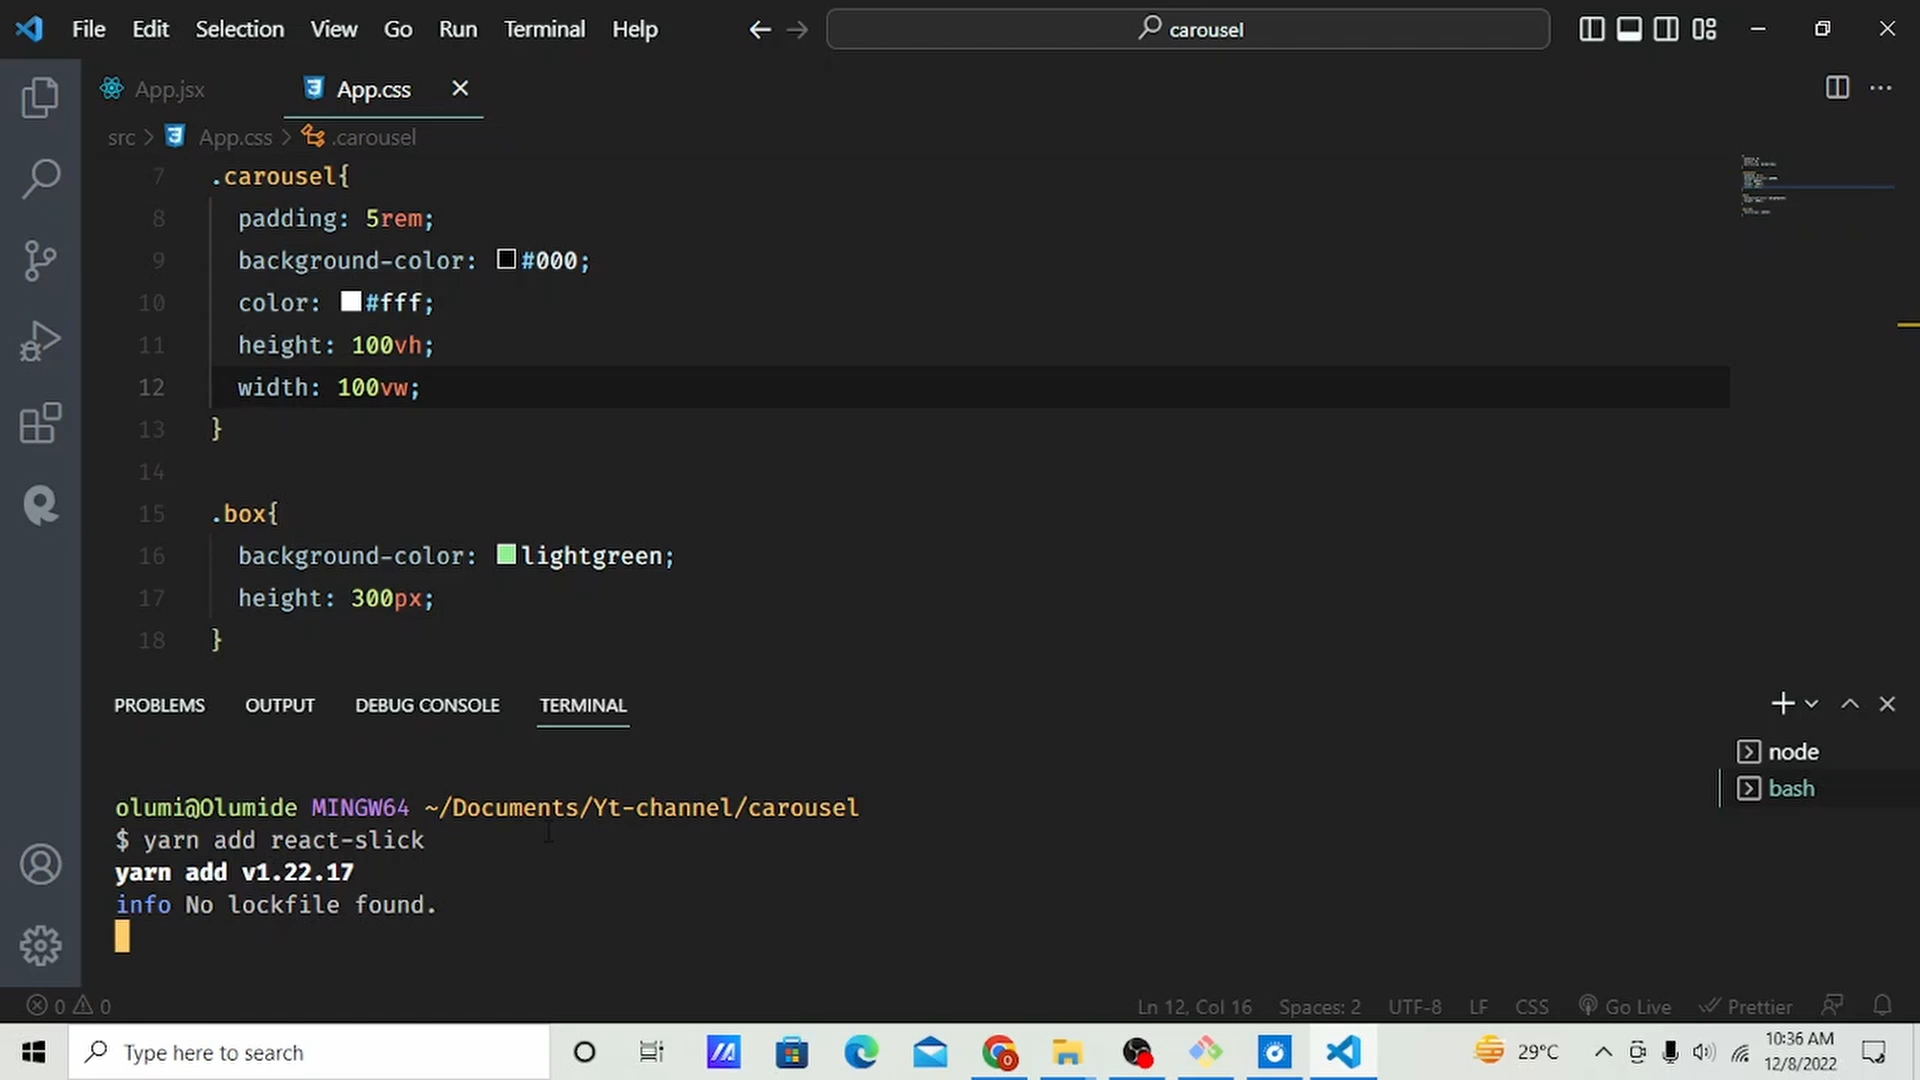 File Edit Selection View Go Run Terminal Help carousel
App.jsx App.css
src > App.css > .carousel
7 .carousel{
8 padding: 5rem;
9 background-color: #000;
10 color: #fff;
11 height: 100vh;
12 width: 100vw;
13 }
14
15 .box{
16 background-color: lightgreen;
17 height: 300px;
18 }
PROBLEMS OUTPUT DEBUG CONSOLE TERMINAL
node
bash
olumi@Olumide MINGW64 ~/Documents/Yt-channel/carousel
$ yarn add react-slick
yarn add v1.22.17
info No lockfile found.
0 0 Ln 12, Col 16 Spaces: 2 UTF-8 LF CSS Go Live Prettier
Type here to search 29°C 10:36 AM
12/8/2022